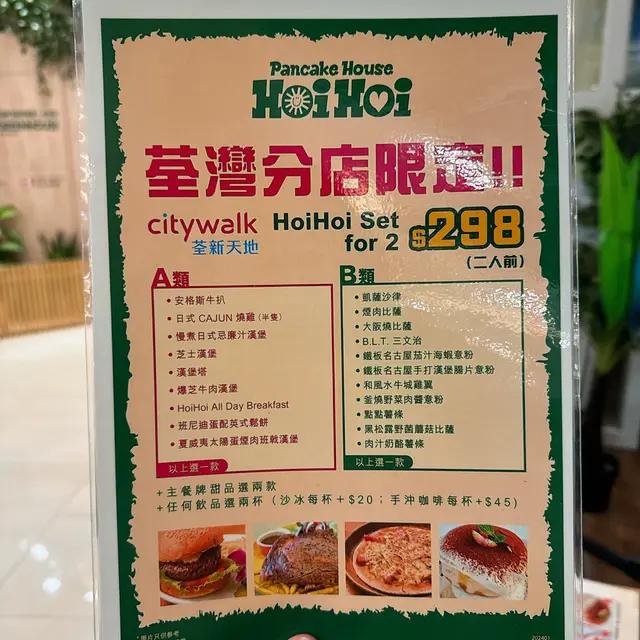 Pancake House
HoiHoi
荃灣分店限定!!
citywalk
荃新天地
HoiHoi Set
for 2
$298
(二人前)
A類
• 安格斯牛扒
• 日式 CAJUN 燒雞 (半隻)
• 慢煮日式忌廉汁漢堡
• 芝士漢堡
• 漢堡塔
• 爆芝牛肉漢堡
• HoiHoi All Day Breakfast
• 班尼迪蛋配英式鬆餅
• 夏威夷太陽蛋煙肉班戟漢堡
以上選一款
B類
• 凱薩沙律
• 煙肉比薩
• 大阪燒比薩
• B.L.T. 三文治
• 鐵板名古屋茄汁海蝦意粉
• 鐵板名古屋手打漢堡腸片意粉
• 和風水牛城雞翼
• 釜燒野菜肉醬意粉
• 點點薯條
• 黑松露野菌蘑菇比薩
• 肉汁奶酪薯條
以上選一款
+主餐牌甜品選兩款
+任何飲品選兩杯 (沙冰每杯+$20；手沖咖啡每杯+$45)
*圖片只供參考
202401